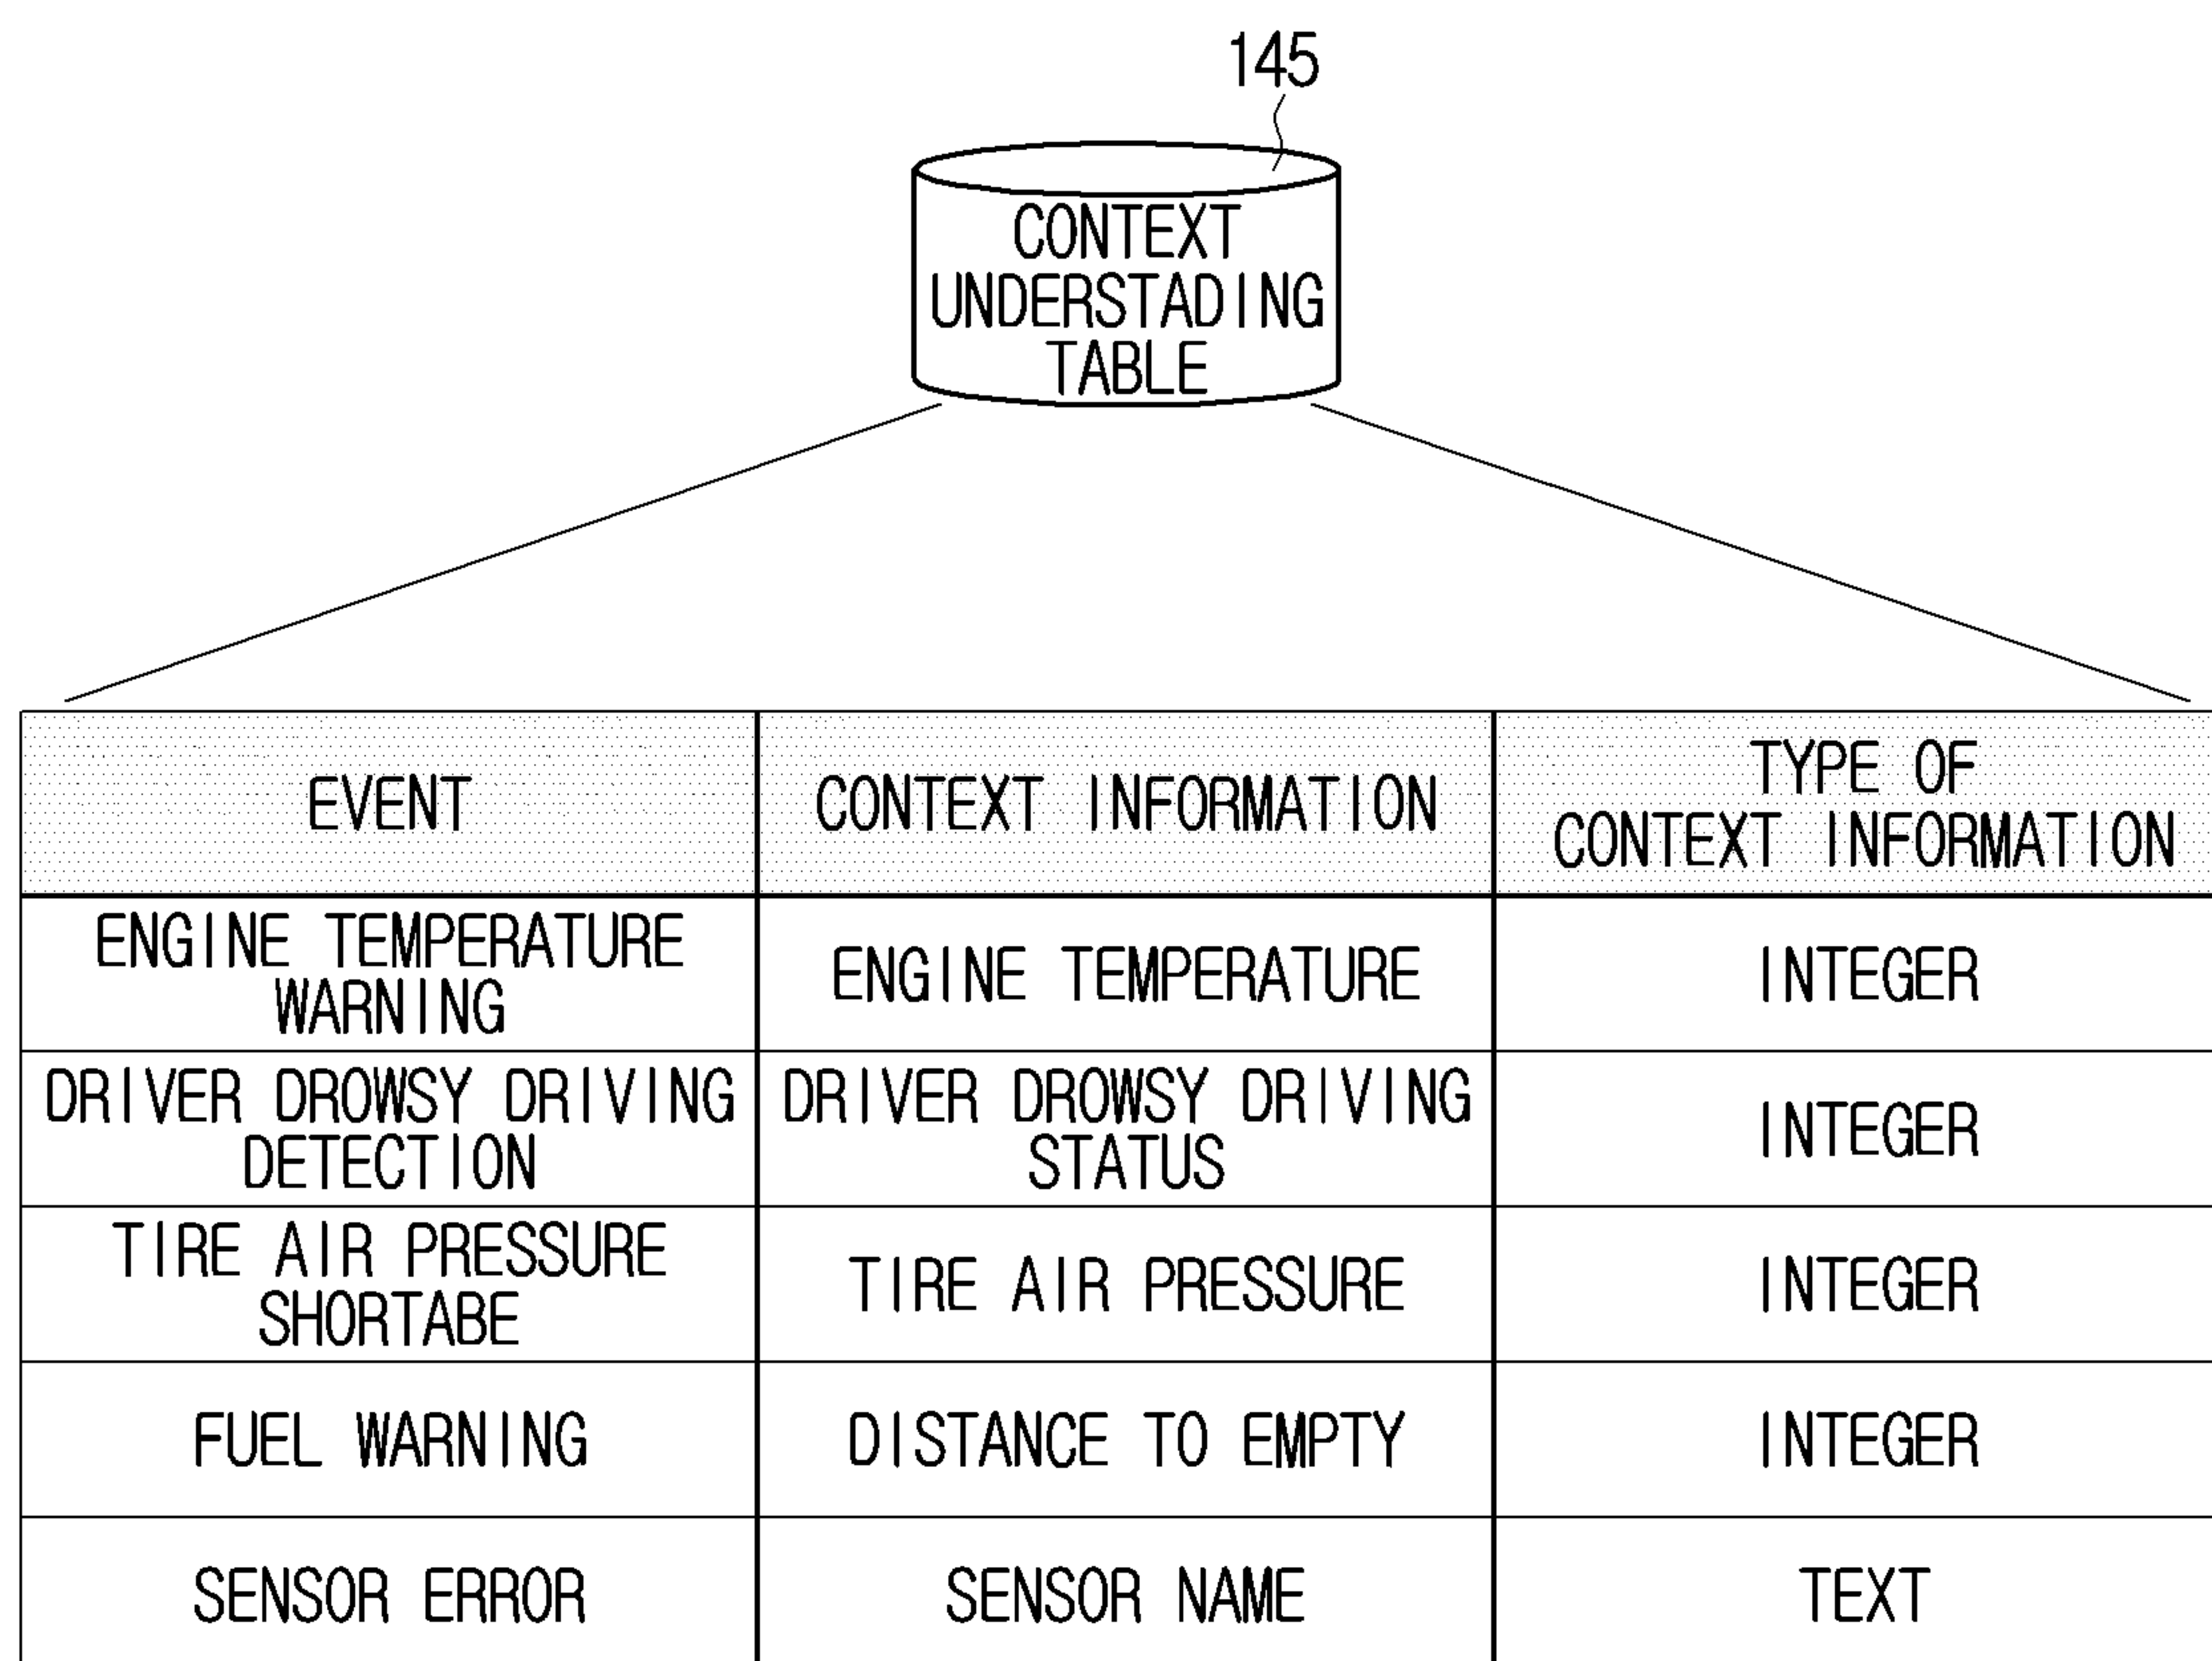 145
CONTEXT
UNDERSTADING
TABLE
EVENT
CONTEXT INFORMATION
TYPE OF
CONTEXT INFORMATION
ENGINE TEMPERATURE
WARNING
ENGINE TEMPERATURE
INTEGER
DRIVER DROWSY DRIVING
DETECTION
DRIVER DROWSY DRIVING
STATUS
INTEGER
TIRE AIR PRESSURE
SHORTABE
TIRE AIR PRESSURE
INTEGER
FUEL WARNING
DISTANCE TO EMPTY
INTEGER
SENSOR ERROR
SENSOR NAME
TEXT